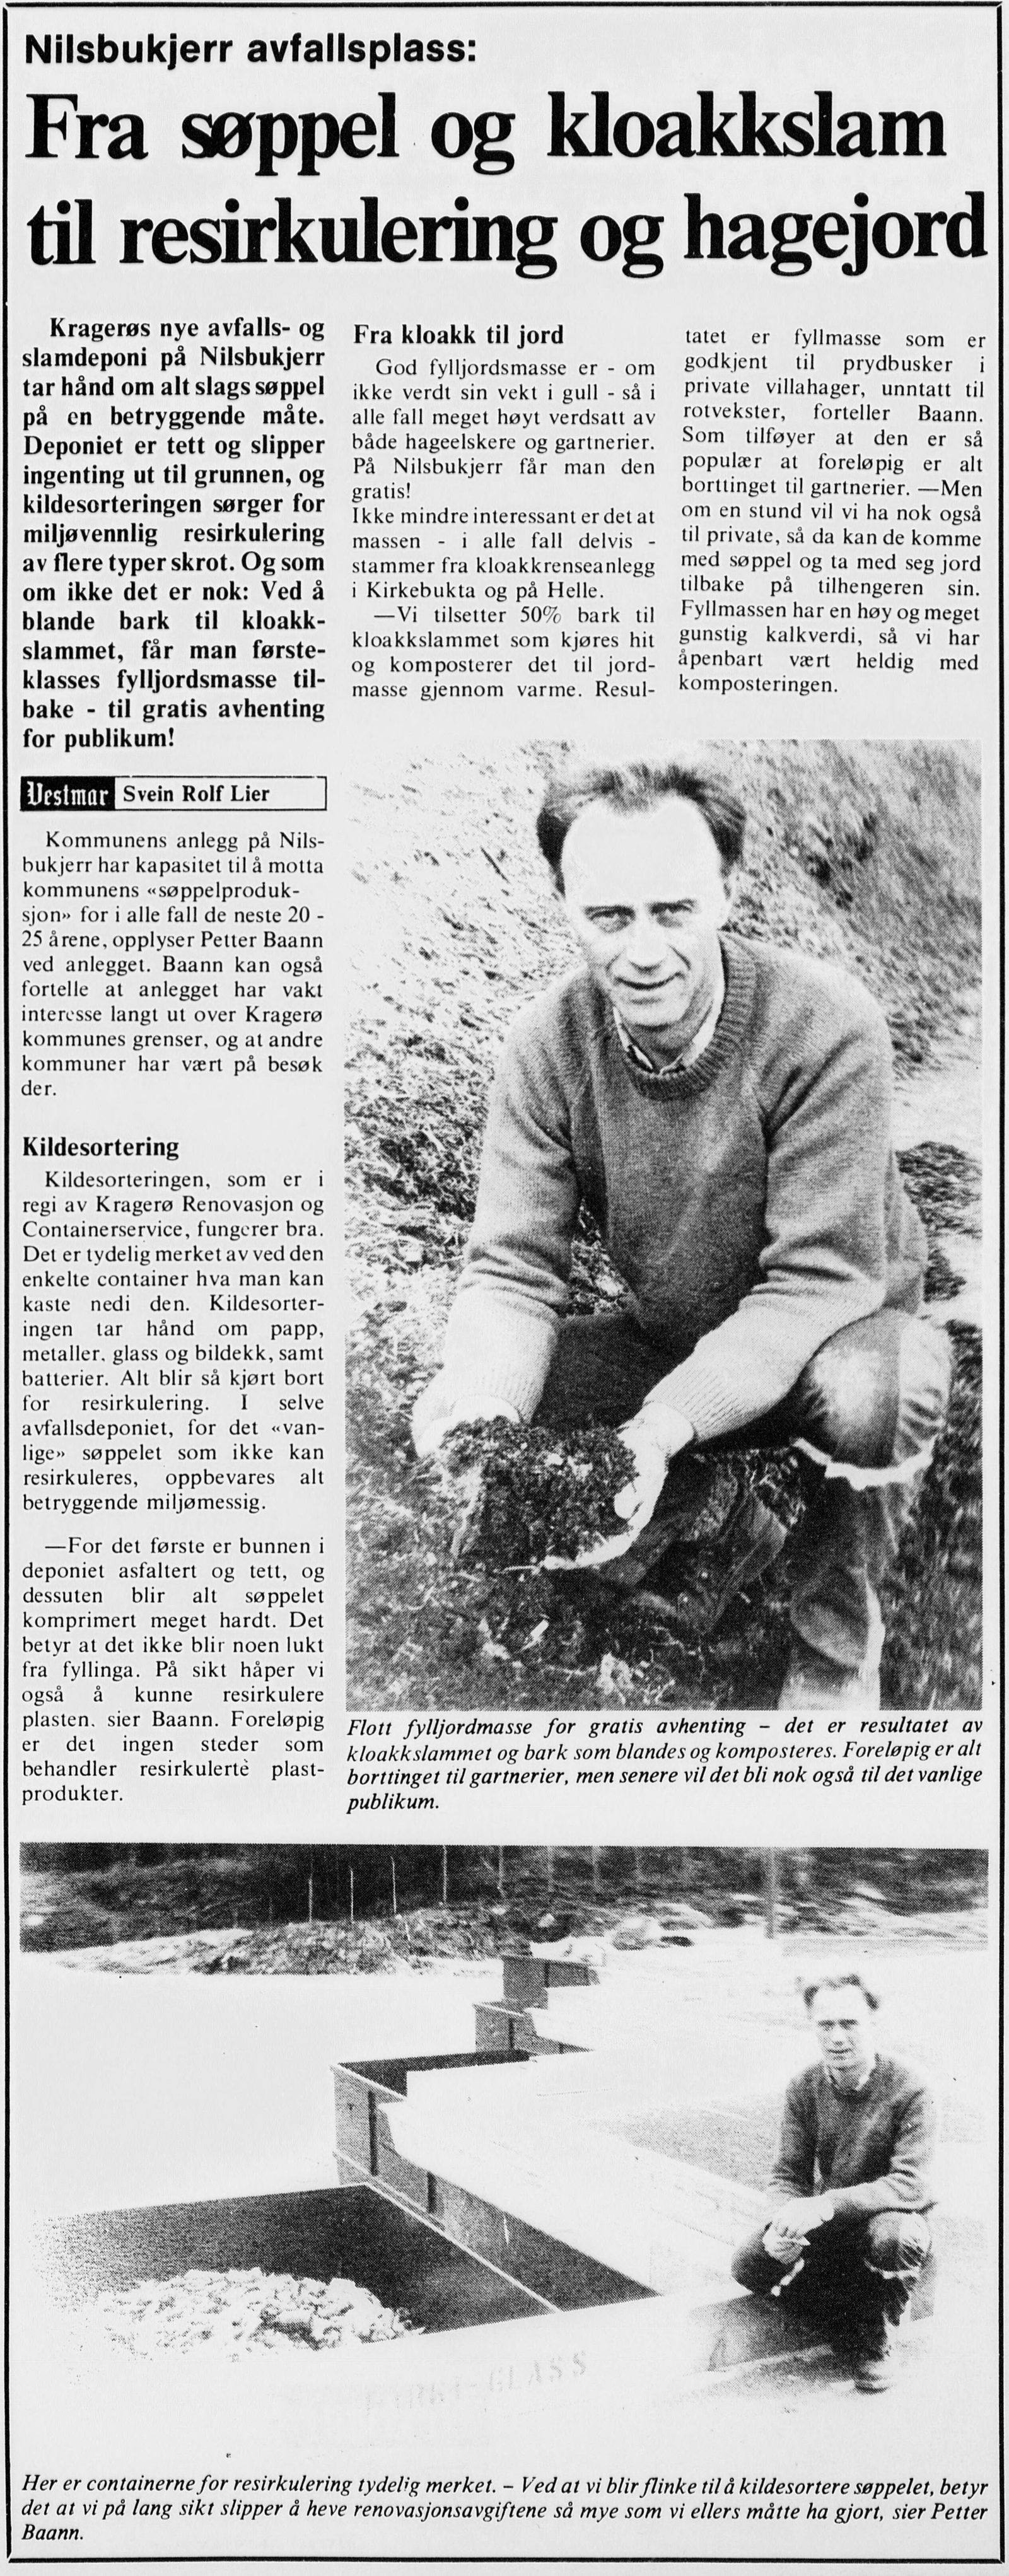 Nilsbukjerr avfallsplass:
Fra søppel og kloakkslam
til resirkulering og hagejord
Kragerøs nye avfalls- og
slamdeponi på Nilsbukjerr
tar hånd om alt slags søppel
på en betryggende måte.
Deponiet er tett og slipper
ingenting ut til grunnen, og
kildesorteringen sørger for
miljøvennlig resirkulering
av flere typer skrot. Og som
om ikke det er nok: Ved å
blande bark til kloakk-
slammet, får man første-
klasses fylljordsmasse til-
bake - til gratis avhenting
for publikum!
Vestmar Svein Rolf Lier
Kommunens anlegg på Nils-
bukjerr har kapasitet til å motta
kommunens «søppelproduk-
sjon» for i alle fall de neste 20 -
25 årene, opplyser Petter Baann
ved anlegget. Baann kan også
fortelle at anlegget har vakt
interesse langt ut over Kragerø
kommunes grenser, og at andre
kommuner har vært på besøk
der.
Kildesortering
Kildesorteringen, som er i
regi av Kragerø Renovasjon og
Containerservice, fungerer bra.
Det er tydelig merket av ved den
enkelte container hva man kan
kaste nedi den. Kildesorter-
ingen tar hånd om papp,
metaller. glass og bildekk, samt
batterier. Alt blir så kjørt bort
for resirkulering. I selve
avfallsdeponiet, for det «van-
lige» søppelet som ikke kan
resirkuleres, oppbevares alt
betryggende miljømessig.
—For det første er bunnen i
deponiet asfaltert og tett, og
dessuten blir alt søppelet
komprimert meget hardt. Det
betyr at det ikke blir noen lukt
fra fyllinga. På sikt håper vi
også å kunne resirkulere
plasten. sier Baann. Foreløpig
er det ingen steder som
behandler resirkulertè plast-
produkter.
Fra kloakk til jord
God fylljordsmasse er - om
ikke verdt sin vekt i gull - så i
alle fall meget høyt verdsatt av
både hageelskere og gartnerier.
På Nilsbukjerr får man den
gratis!
Ikke mindre interessant er det at
massen - i alle fall delvis -
stammer fra kloakkrenseanlegg
i Kirkebukta og på Helle.
—Vi tilsetter 50% bark til
kloakkslammet som kjøres hit
og komposterer det til jord-
masse gjennom varme. Resul-
tatet er fyllmasse som er
godkjent til prydbusker i
private villahager, unntatt til
rotvekster, forteller Baann.
Som tilføyer at den er så
populær at foreløpig er alt
borttinget til gartnerier. —Men
om en stund vil vi ha nok også
til private, så da kan de komme
med søppel og ta med seg jord
tilbake på tilhengeren sin.
Fyllmassen har en høy og meget
gunstig kalkverdi, så vi har
åpenbart vært heldig med
komposteringen.
Flott fylljordmasse for gratis avhenting – det er resultatet av
kloakkslammet og bark som blandes og komposteres. Foreløpig er alt
borttinget til gartnerier, men senere vil det bli nok også til det vanlige
publikum.
GLASS
Her er containerne for resirkulering tydelig merket. – Ved at vi blir flinke til å kildesortere søppelet, betyr
det at vi på lang sikt slipper å heve renovasjonsavgiftene så mye som vi ellers måtte ha gjort, sier Petter
Baann.